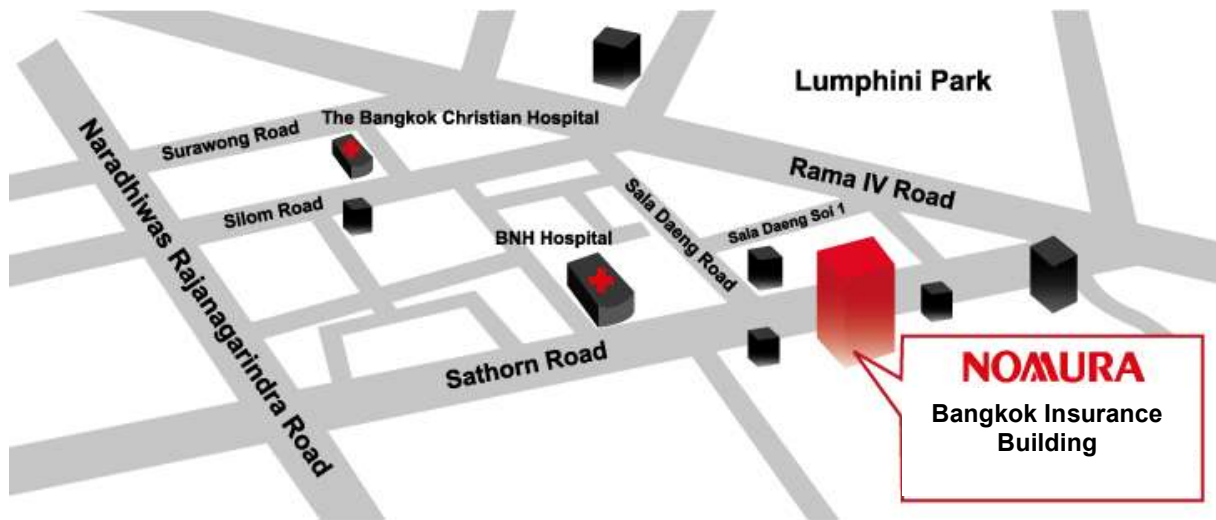 Lumphini Park
The Bangkok Christian Hospital
Surawong Road
Naradhiwas Rajanagarindra Road
Rama IV Road
Silom Road
Sala Daeng Road
Sala Daeng Soi 1
BNH Hospital
Sathorn Road
NOMURA
Bangkok Insurance
Building